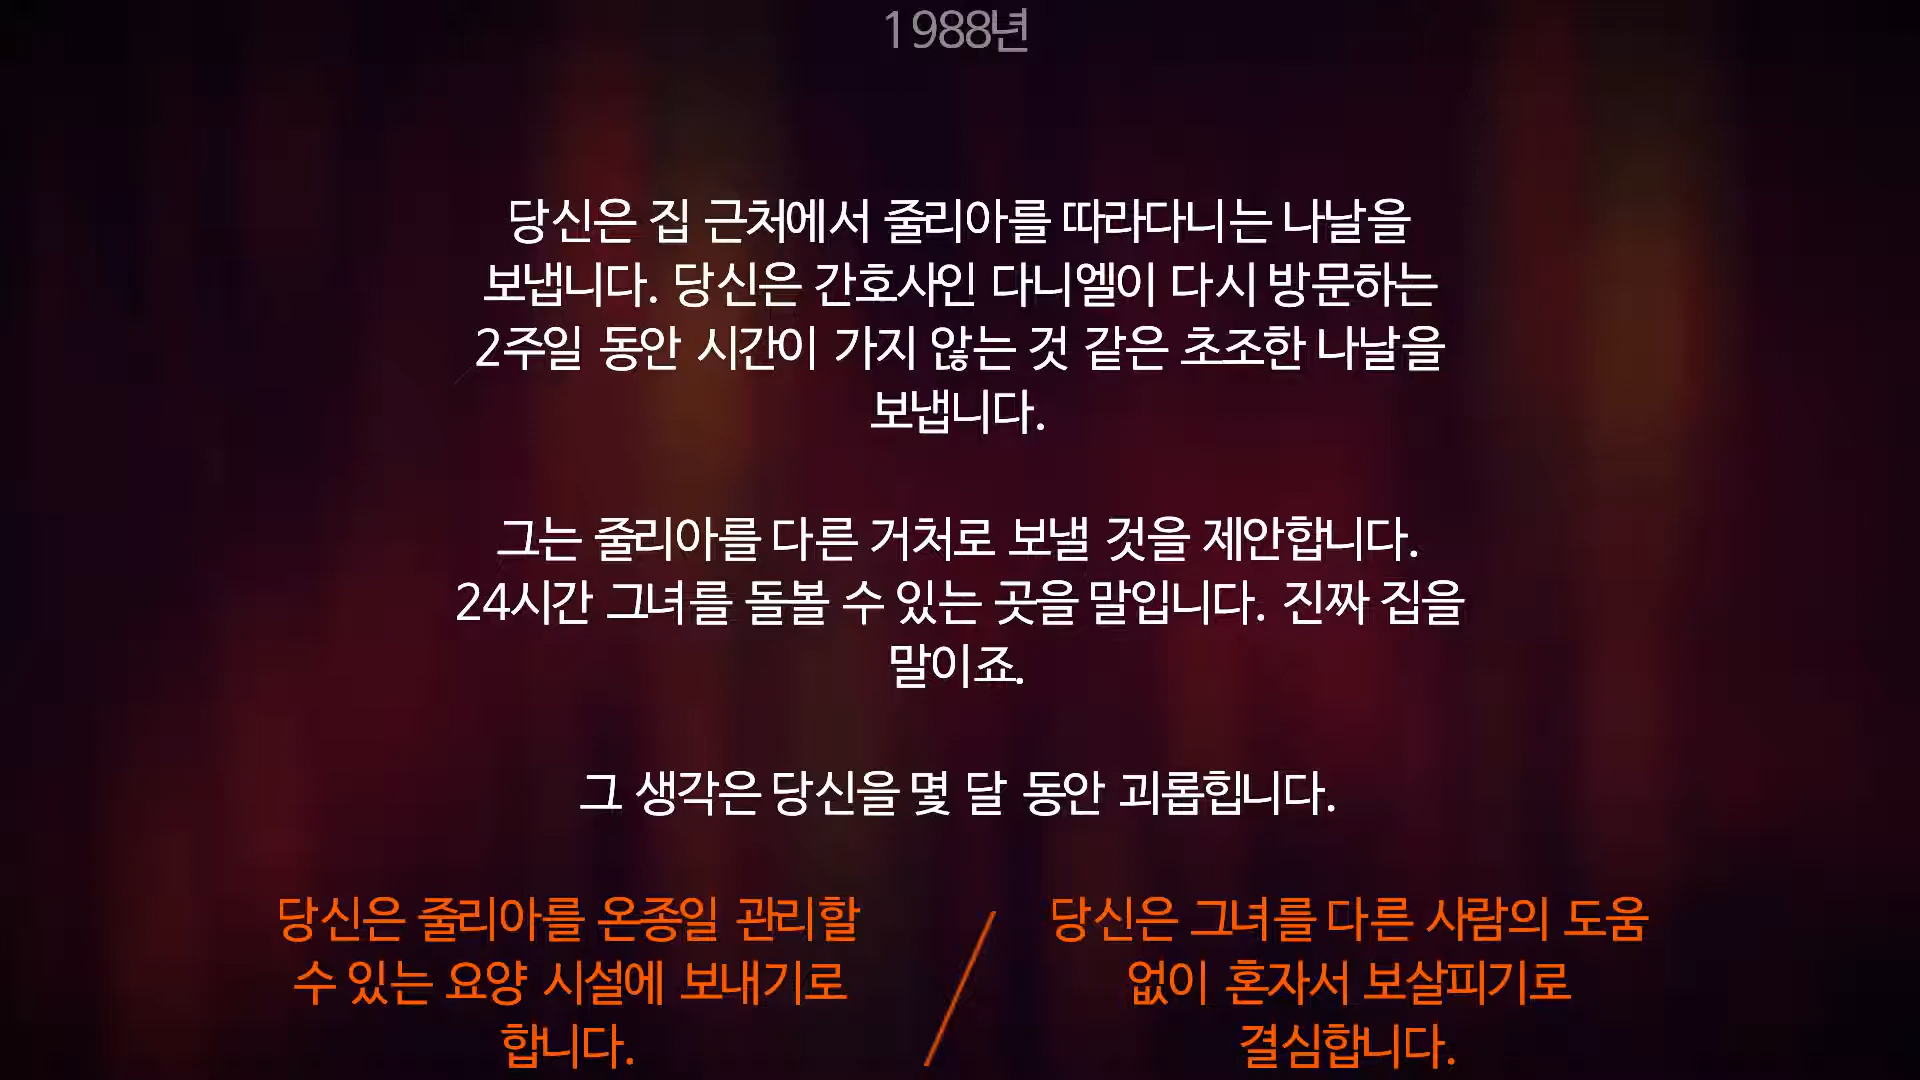 1988년
당신은 집 근처에서 줄리아를 따라다니는 나날을
보냅니다. 당신은 간호사인 다니엘이 다시 방문하는
2주일 동안 시간이 가지 않는 것 같은 초조한 나날을
보냅니다.
그는 줄리아를 다른 거처로 보낼 것을 제안합니다.
24시간 그녀를 돌볼 수 있는 곳을 말입니다. 진짜 집을
말이죠.
그 생각은 당신을 몇 달 동안 괴롭힙니다.
당신은 줄리아를 온종일 관리할
수 있는 요양 시설에 보내기로
합니다.
당신은 그녀를 다른 사람의 도움
없이 혼자서 보살피기로
결심합니다.